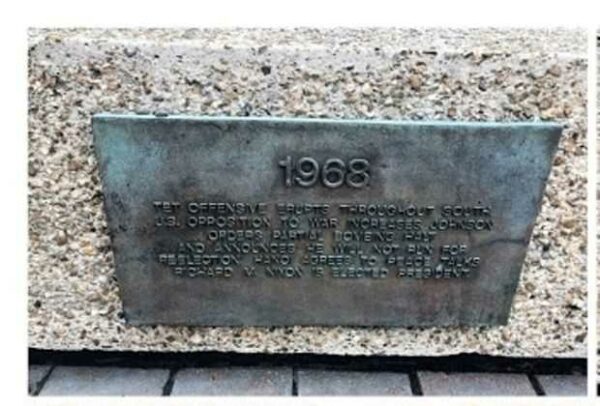 1968
TET OFFENSIVE ERUPTS THROUGHOUT SOUTH
U.S. OPPOSITION TO WAR INCREASES JOHNSON
ORDERS PARTIAL BOMBING HALT
AND ANNOUNCES HE WILL NOT RUN FOR
REELECTION HANOI AGREES TO PEACE TALKS
RICHARD M. NIXON IS ELECTED PRESIDENT